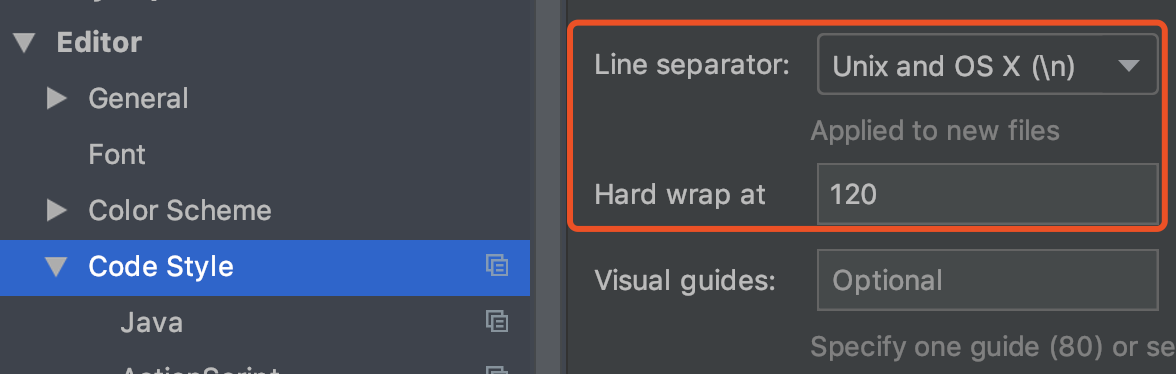 Editor
General
Font
Color Scheme
Code Style
Java
ActionScript
Line separator: Unix and OS X (\n)
Applied to new files
Hard wrap at 120
Visual guides: Optional
Specify one guide (80) or se